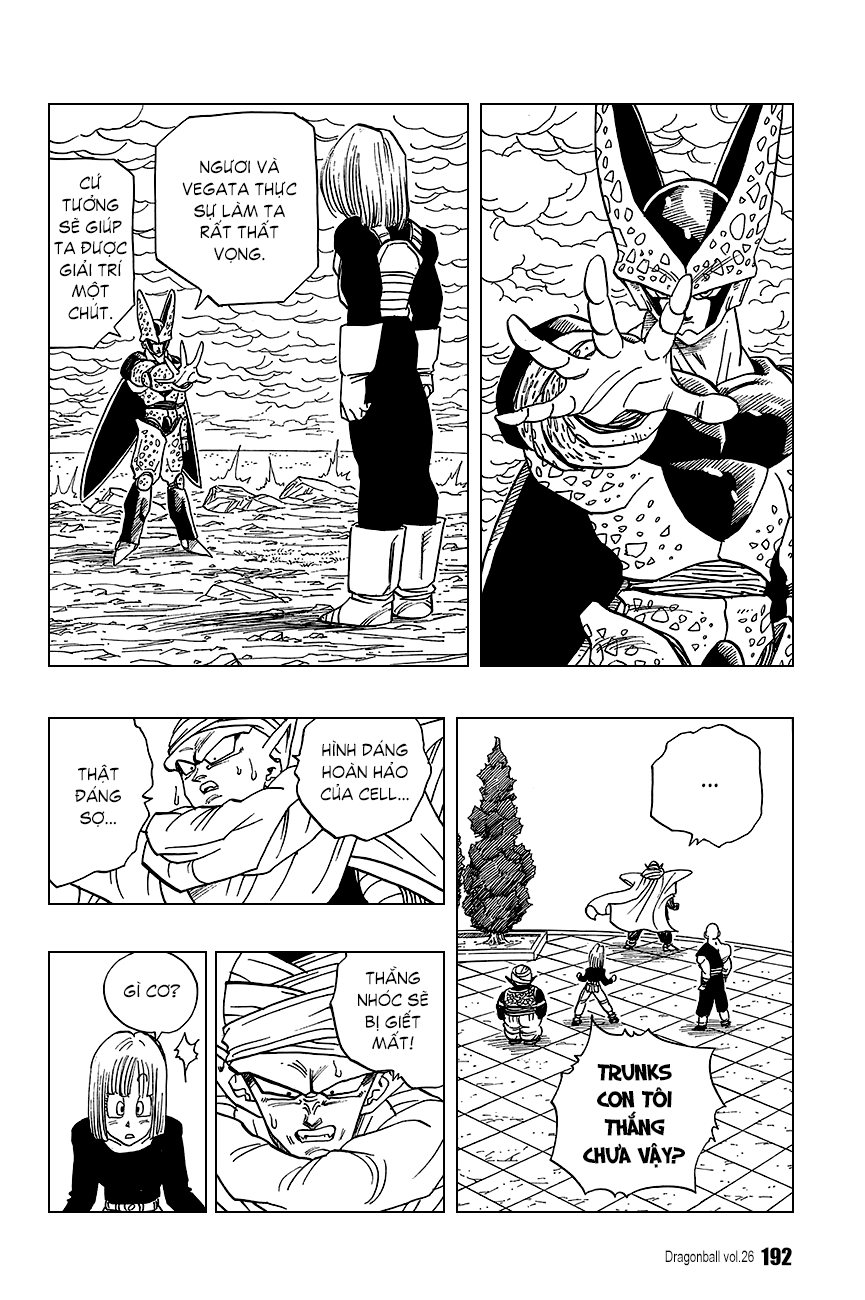 CỨ
TƯỞNG
SẼ GIÚP
TA ĐƯỢC
GIẢI TRÍ
MỘT
CHÚT.
NGƯƠI VÀ
VEGATA THỰC
SỰ LÀM TA
RẤT THẤT
VỌNG.
THẬT
ĐÁNG
SỢ...
HÌNH DÁNG
HOÀN HẢO
CỦA CELL...
...
TRUNKS
CON TÔI
THẮNG
CHƯA VẬY?
GÌ CƠ?
THẰNG
NHÓC SẼ
BỊ GIẾT
MẤT!
Dragonball vol.26 192